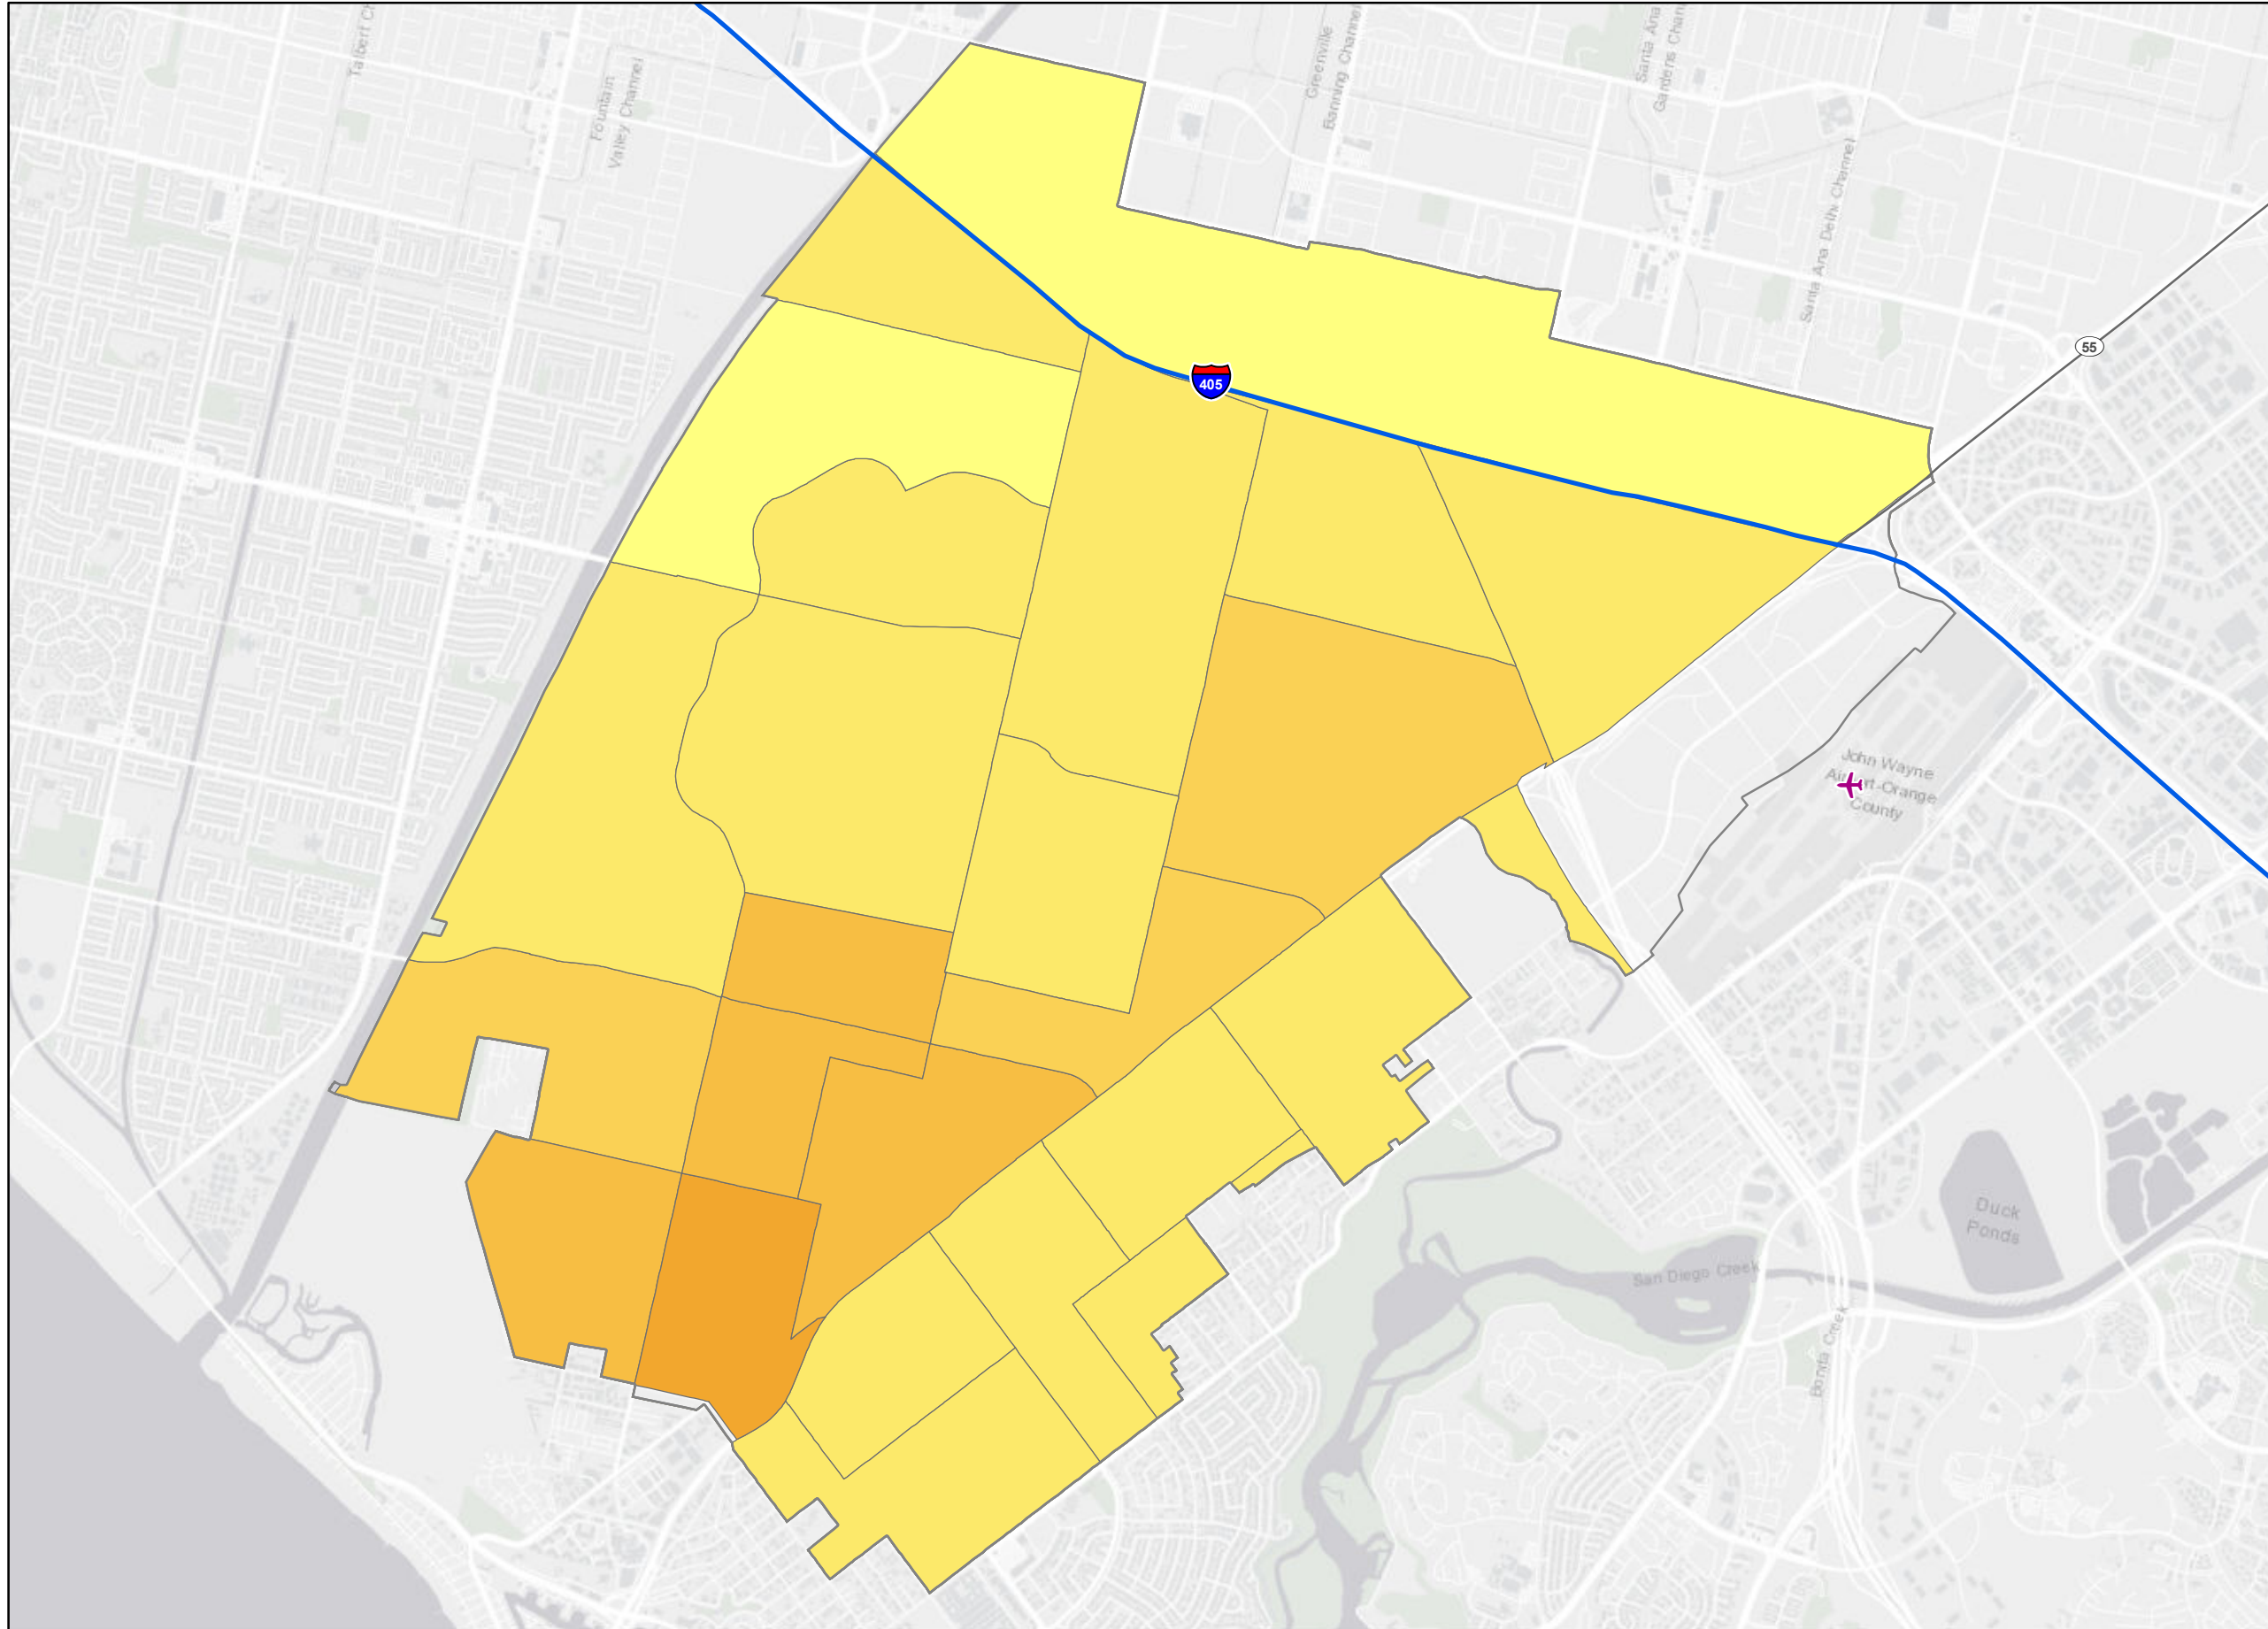 Talbert Ch
Fountain
Valley Channel
Greenville
Banning Channel
Santa Ana
Gardens Chan
Santa Ana Delhi Channel
55
405
John Wayne
Airport-Orange
County
Duck
Ponds
San Diego Creek
Bonita Creek